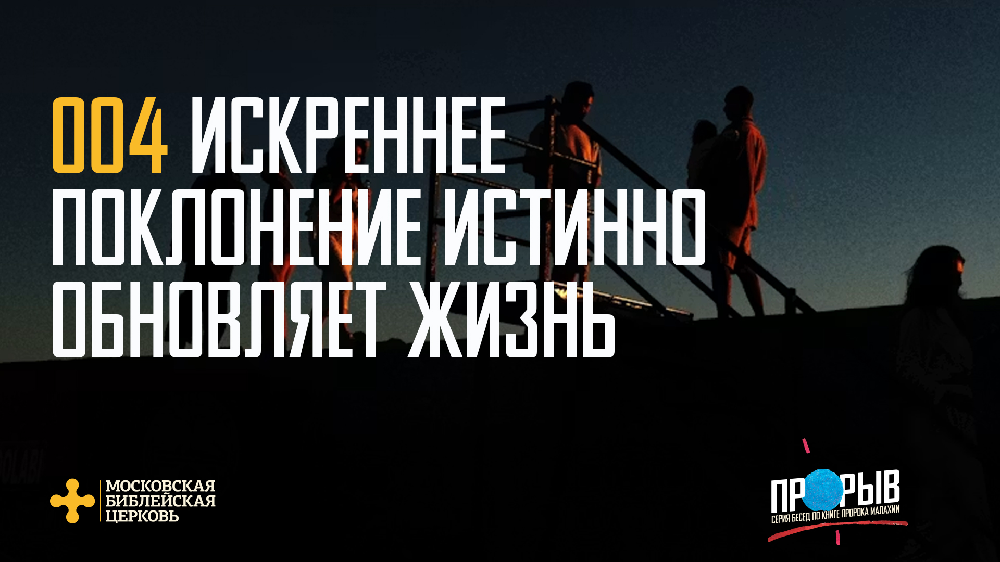 004 ИСКРЕННЕЕ
ПОКЛОНЕНИЕ ИСТИННО
ОБНОВЛЯЕТ ЖИЗНЬ
МОСКОВСКАЯ
БИБЛЕЙСКАЯ
ЦЕРКОВЬ
ПРОРЫВ
СЕРИЯ БЕСЕД ПО КНИГЕ ПРОРОКА МАЛАХИИ